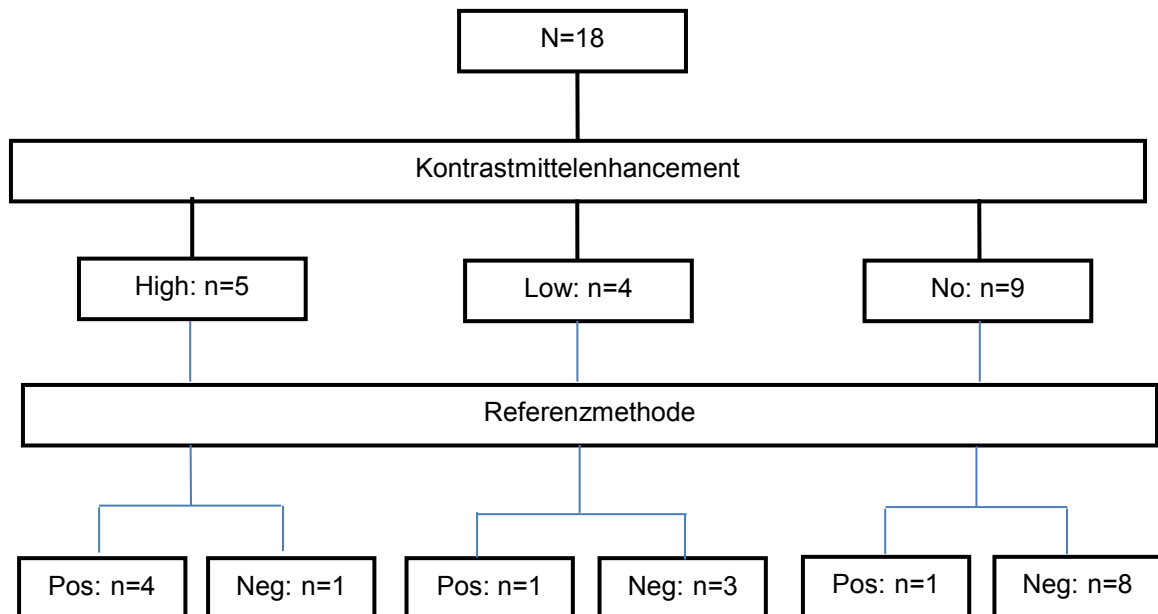 N=18
Kontrastmittelenhancement
High: n=5
Low: n=4
No: n=9
Referenzmethode
Pos: n=4
Neg: n=1
Pos: n=1
Neg: n=3
Pos: n=1
Neg: n=8